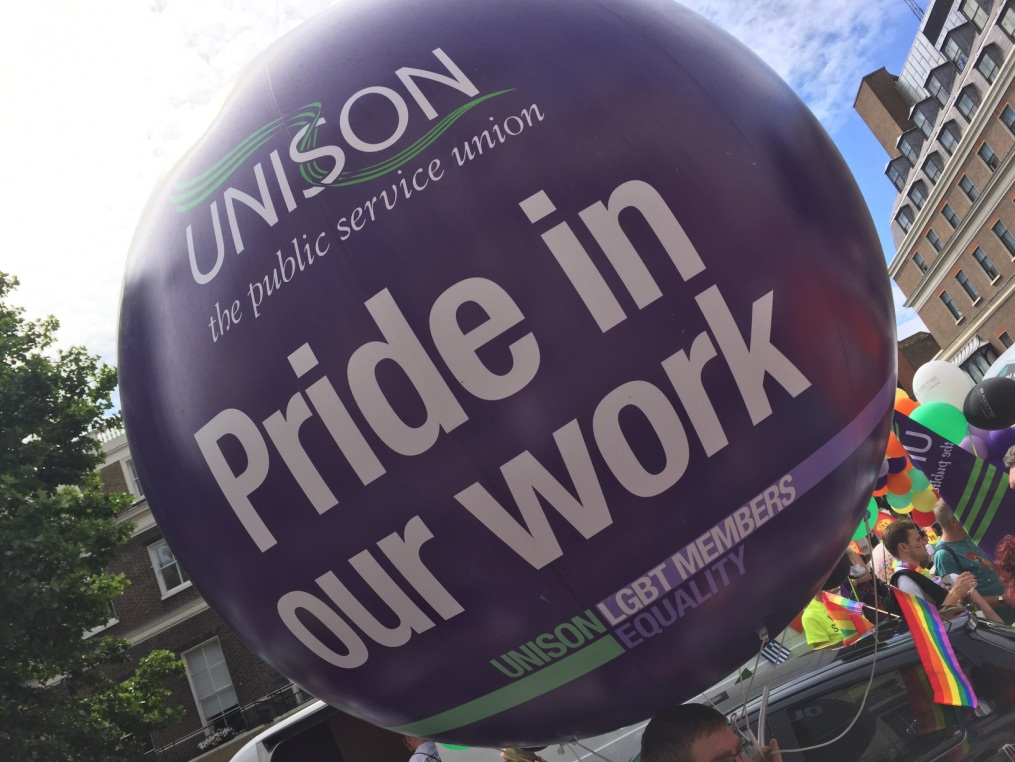 UNISON
the public service union
Pride in
our work
UNISON LGBT MEMBERS
EQUALITY